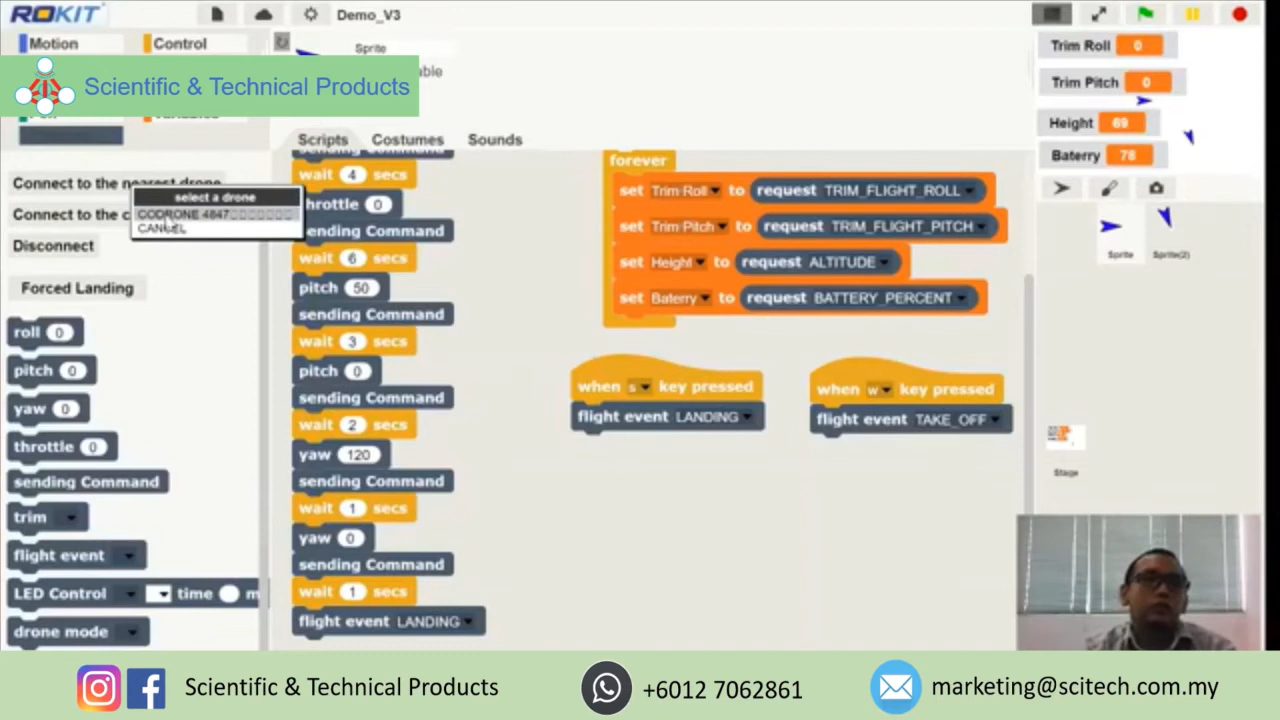 ROKIT
Demo_V3
Motion
Control
Scientific & Technical Products
Sprite
Scripts
Costumes
Sounds
Connect to the nearest drone
Connect to the c
Disconnect
select a drone
CODRONE 4847
CANCEL
Forced Landing
roll 0
pitch 0
yaw 0
throttle 0
sending Command
trim
flight event
LED Control time m
drone mode
sending Command
wait 4 secs
throttle 0
sending Command
wait 6 secs
pitch 50
sending Command
wait 3 secs
pitch 0
sending Command
wait 2 secs
yaw 120
sending Command
wait 1 secs
yaw 0
sending Command
wait 1 secs
flight event LANDING
forever
set Trim Roll to request TRIM_FLIGHT_ROLL
set Trim Pitch to request TRIM_FLIGHT_PITCH
set Height to request ALTITUDE
set Baterry to request BATTERY_PERCENT
when s key pressed
flight event LANDING
when w key pressed
flight event TAKE_OFF
Trim Roll 0
Trim Pitch 0
Height 69
Baterry 78
Sprite
Sprite(2)
Stage
Scientific & Technical Products
+6012 7062861
marketing@scitech.com.my